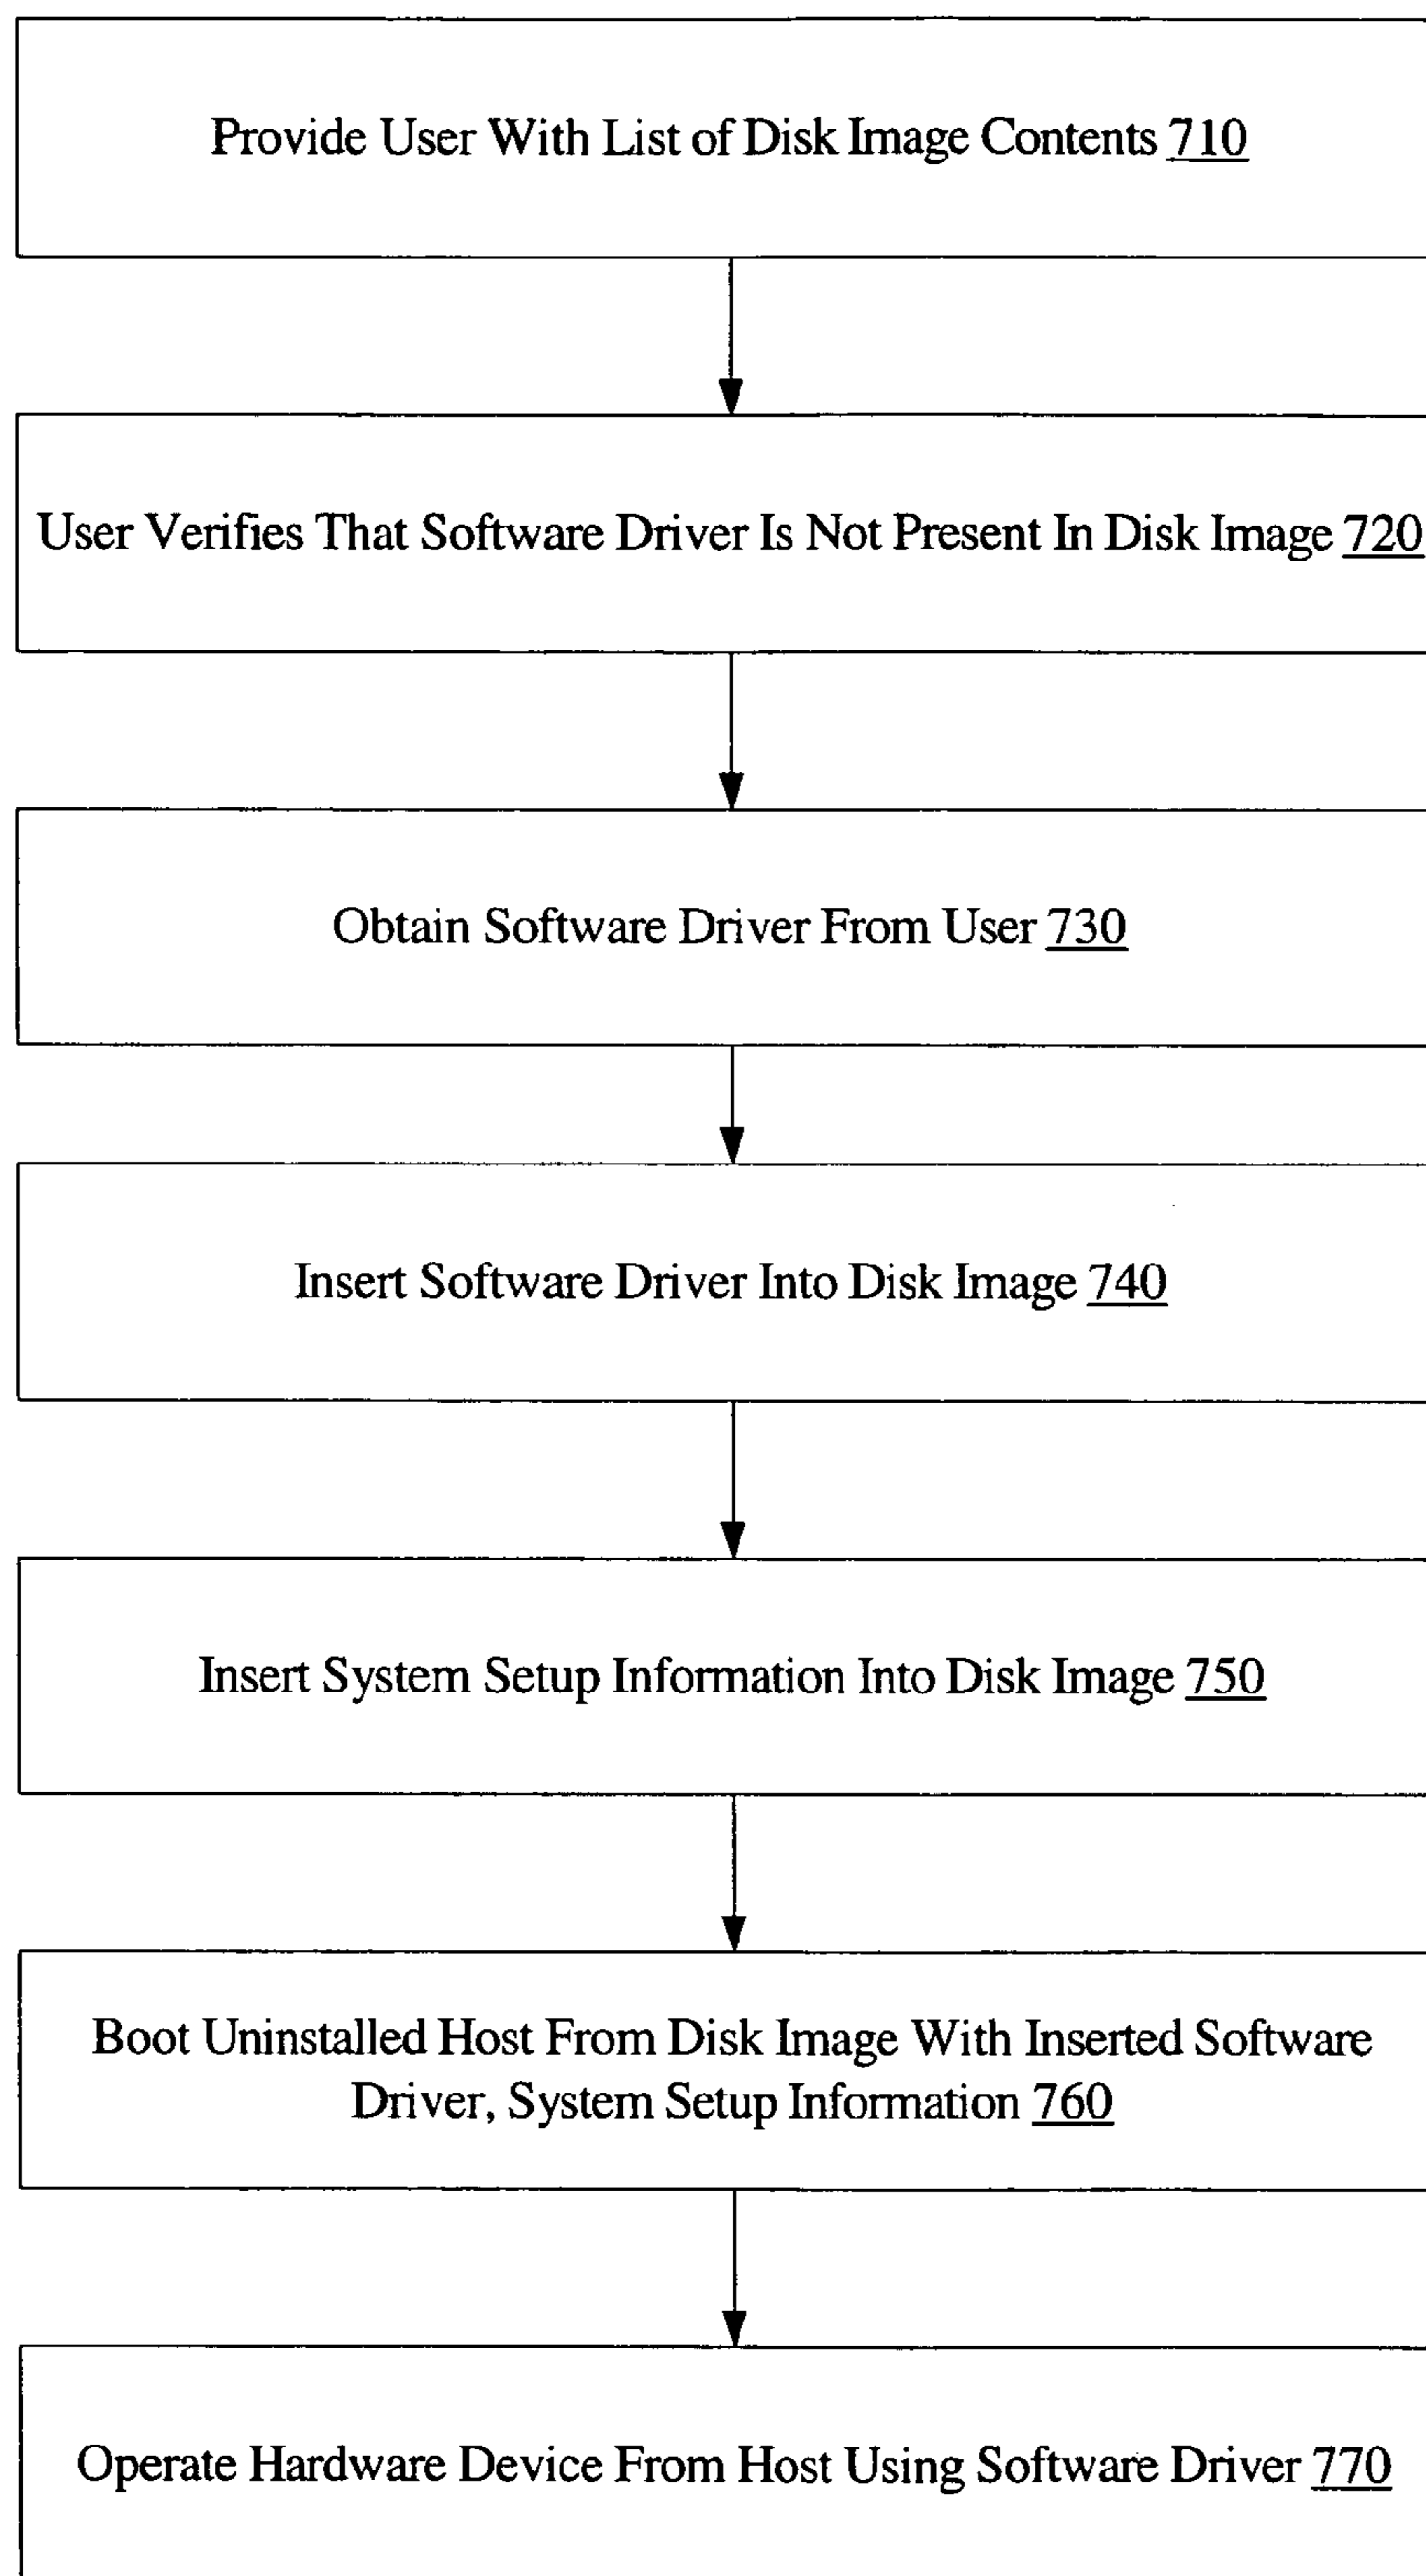 Provide User With List of Disk Image Contents 710
User Verifies That Software Driver Is Not Present In Disk Image 720
Obtain Software Driver From User 730
Insert Software Driver Into Disk Image 740
Insert System Setup Information Into Disk Image 750
Boot Uninstalled Host From Disk Image With Inserted Software
Driver, System Setup Information 760
Operate Hardware Device From Host Using Software Driver 770